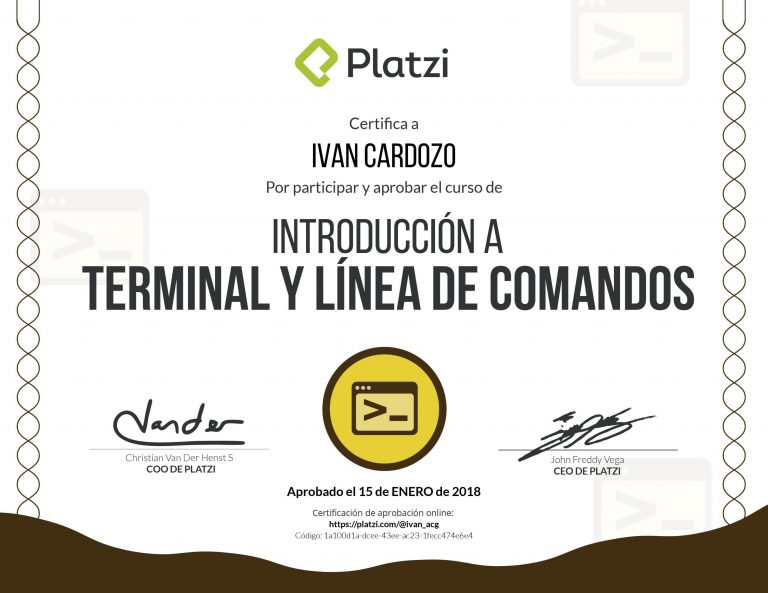 Platzi
Certifica a
IVAN CARDOZO
Por participar y aprobar el curso de
INTRODUCCIÓN A
TERMINAL Y LÍNEA DE COMANDOS
>_
Vander
Christian Van Der Henst S
COO DE PLATZI
John Freddy Vega
CEO DE PLATZI
Aprobado el 15 de ENERO de 2018
Certificación de aprobación online:
https://platzi.com/@ivan_acg
Código: 1a100d1a-dcee-43ee-ac23-1fecc474e6e4